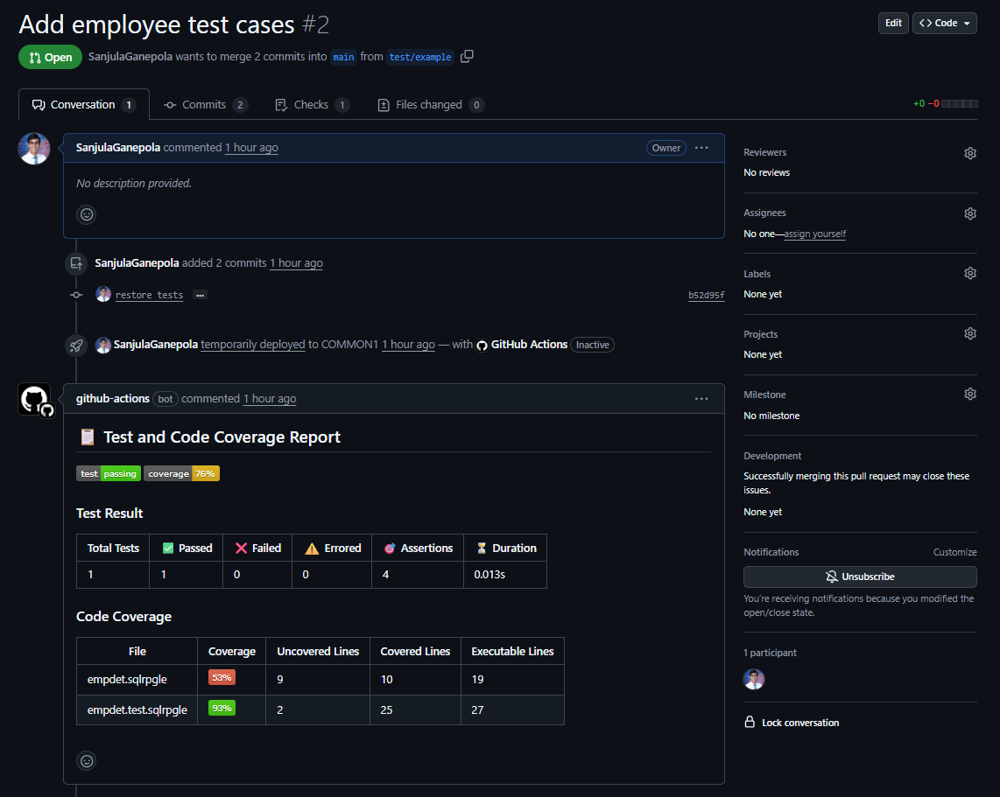 Add employee test cases #2
Edit
Code
Open
SanjulaGanepola wants to merge 2 commits into main from test/example
Conversation 1
Commits 2
Checks 1
Files changed 0
+0 −0
SanjulaGanepola commented 1 hour ago
Owner
No description provided.
SanjulaGanepola added 2 commits 1 hour ago
restore tests
b52d95f
SanjulaGanepola temporarily deployed to COMMON1 1 hour ago — with GitHub Actions Inactive
github-actions bot commented 1 hour ago
Test and Code Coverage Report
test passing coverage 76%
Test Result
Total Tests Passed Failed Errored Assertions Duration
1 1 0 0 4 0.013s
Code Coverage
File Coverage Uncovered Lines Covered Lines Executable Lines
empdet.sqlrpgle 53% 9 10 19
empdet.test.sqlrpgle 93% 2 25 27
Reviewers
No reviews
Assignees
No one—assign yourself
Labels
None yet
Projects
None yet
Milestone
No milestone
Development
Successfully merging this pull request may close these
issues.
None yet
Notifications
Customize
Unsubscribe
You're receiving notifications because you modified the
open/close state.
1 participant
Lock conversation